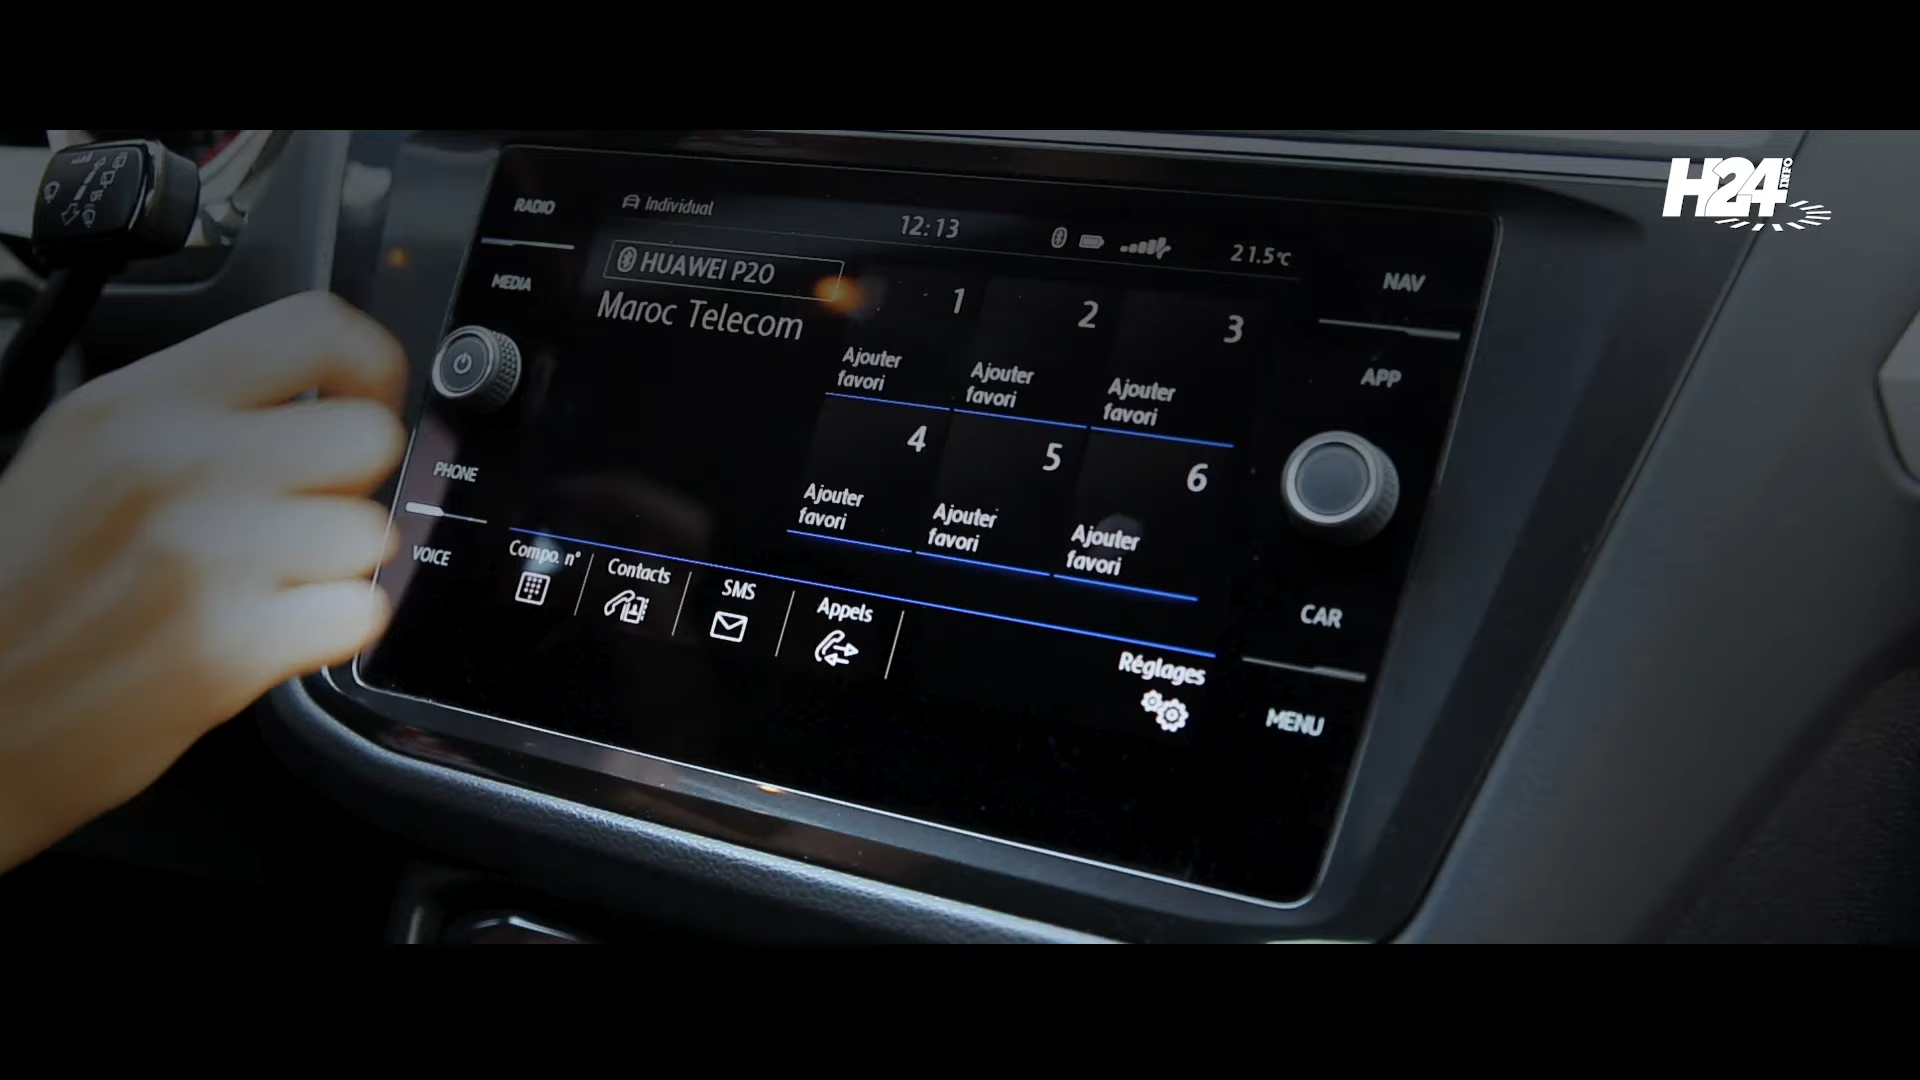 H24
INFO
RADIO
Individual
12:13
21.5°C
MEDIA
HUAWEI P20
NAV
Maroc Telecom
1
2
3
Ajouter
favori
Ajouter
favori
Ajouter
favori
APP
4
5
6
Ajouter
favori
Ajouter
favori
Ajouter
favori
PHONE
VOICE
Compo. n°
Contacts
SMS
Appels
Réglages
CAR
MENU